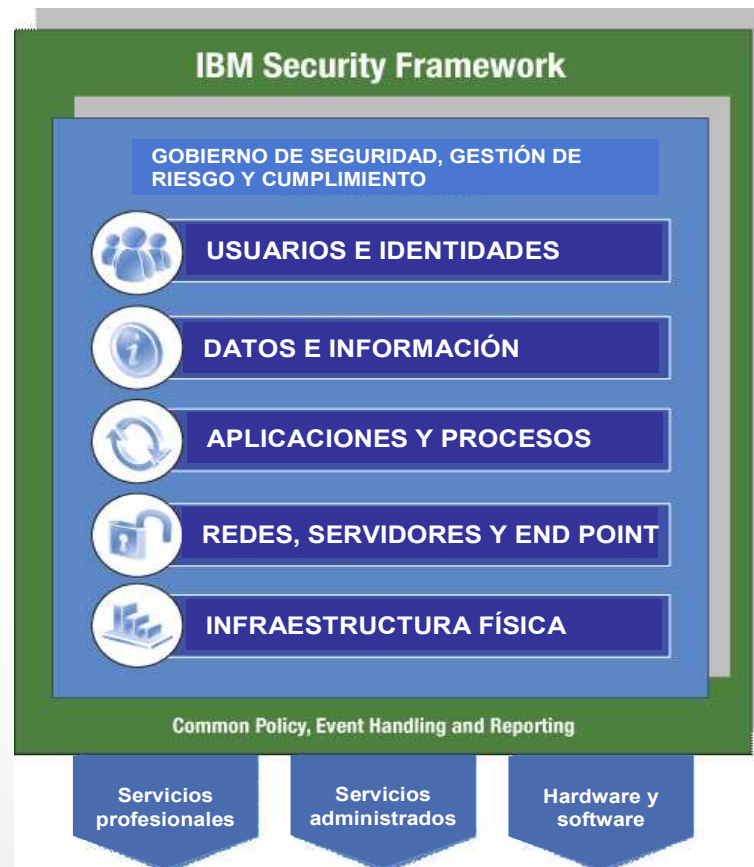 IBM Security Framework
GOBIERNO DE SEGURIDAD, GESTIÓN DE
RIESGO Y CUMPLIMIENTO
USUARIOS E IDENTIDADES
DATOS E INFORMACIÓN
APLICACIONES Y PROCESOS
REDES, SERVIDORES Y END POINT
INFRAESTRUCTURA FÍSICA
Common Policy, Event Handling and Reporting
Servicios
profesionales
Servicios
administrados
Hardware y
software